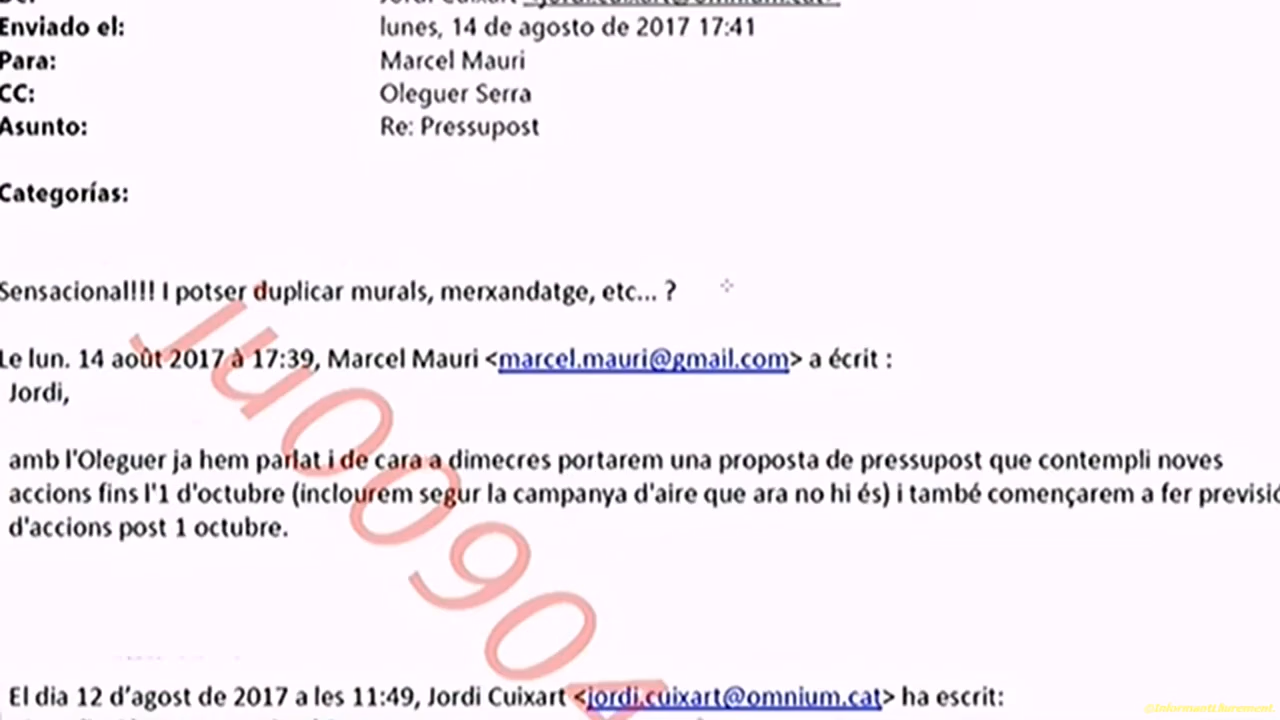 Enviado el: lunes, 14 de agosto de 2017 17:41
Para: Marcel Mauri
CC: Oleguer Serra
Asunto: Re: Pressupost
Categorías:
Sensacional!!! I potser duplicar murals, merxandatge, etc... ?
Le lun. 14 août 2017 à 17:39, Marcel Mauri <marcel.mauri@gmail.com> a écrit :
Jordi,
amb l'Oleguer ja hem parlat i de cara a dimecres portarem una proposta de pressupost que contempli noves
accions fins l'1 d'octubre (inclourem segur la campanya d'aire que ara no hi és) i també començarem a fer previsió
d'accions post 1 octubre.
El dia 12 d'agost de 2017 a les 11:49, Jordi Cuixart <jordi.cuixart@omnium.cat> ha escrit: